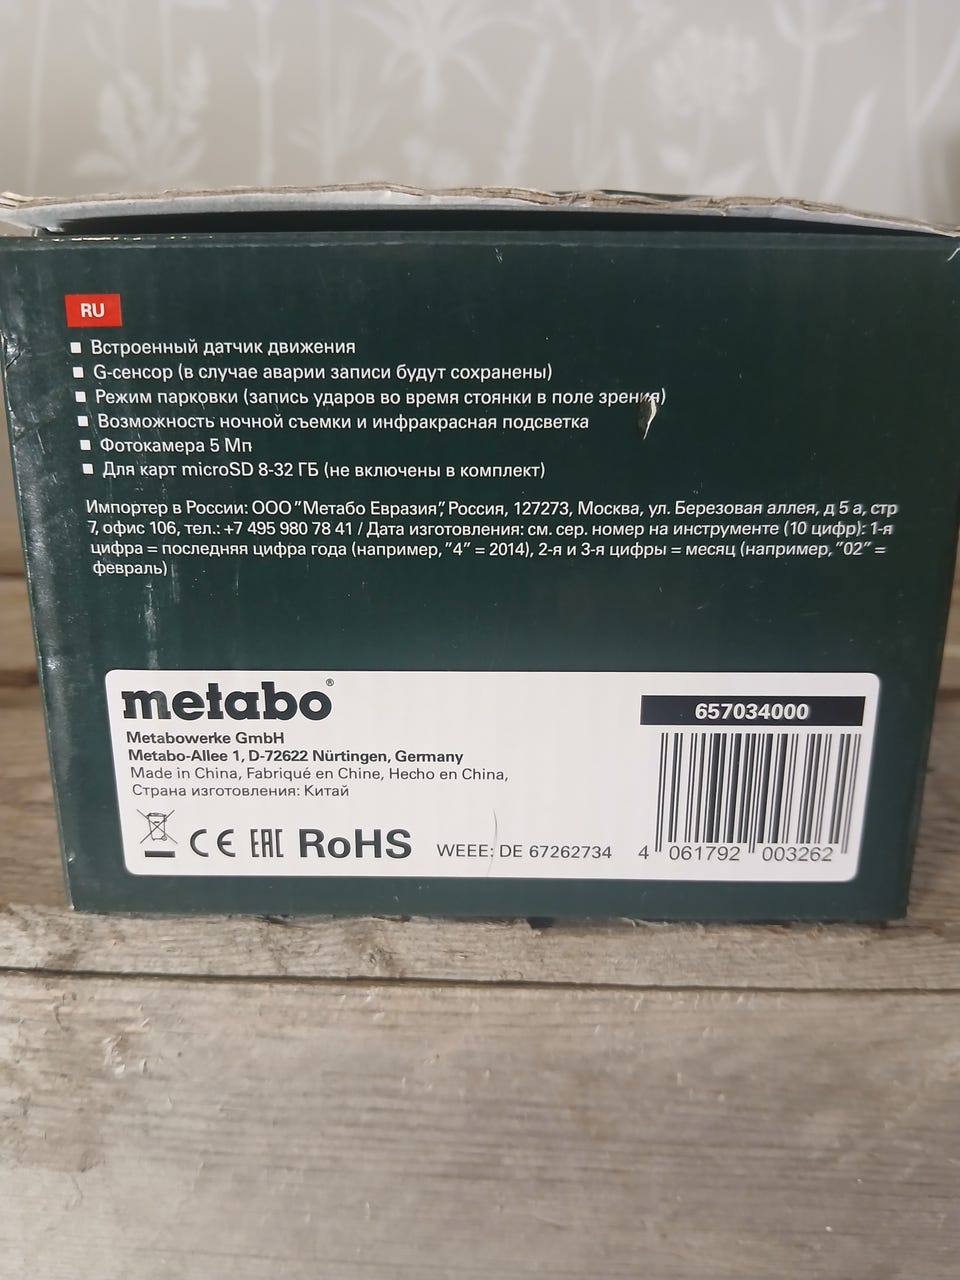 RU
■ Встроенный датчик движения
■ G-сенсор (в случае аварии записи будут сохранены)
■ Режим парковки (запись ударов во время стоянки в поле зрения)
■ Возможность ночной съемки и инфракрасная подсветка
■ Фотокамера 5 Мп
■ Для карт microSD 8-32 ГБ (не включены в комплект)
Импортер в России: ООО "Метабо Евразия", Россия, 127273, Москва, ул. Березовая аллея, д 5 а, стр
7, офис 106, тел.: +7 495 980 78 41 / Дата изготовления: см. сер. номер на инструменте (10 цифр): 1-я
цифра = последняя цифра года (например, "4" = 2014), 2-я и 3-я цифры = месяц (например, "02" =
февраль)
metabo®
Metabowerke GmbH
Metabo-Allee 1, D-72622 Nürtingen, Germany
Made in China, Fabriqué en Chine, Hecho en China,
Страна изготовления: Китай
CE EAC RoHS WEEE: DE 67262734
657034000
4 061792 003262